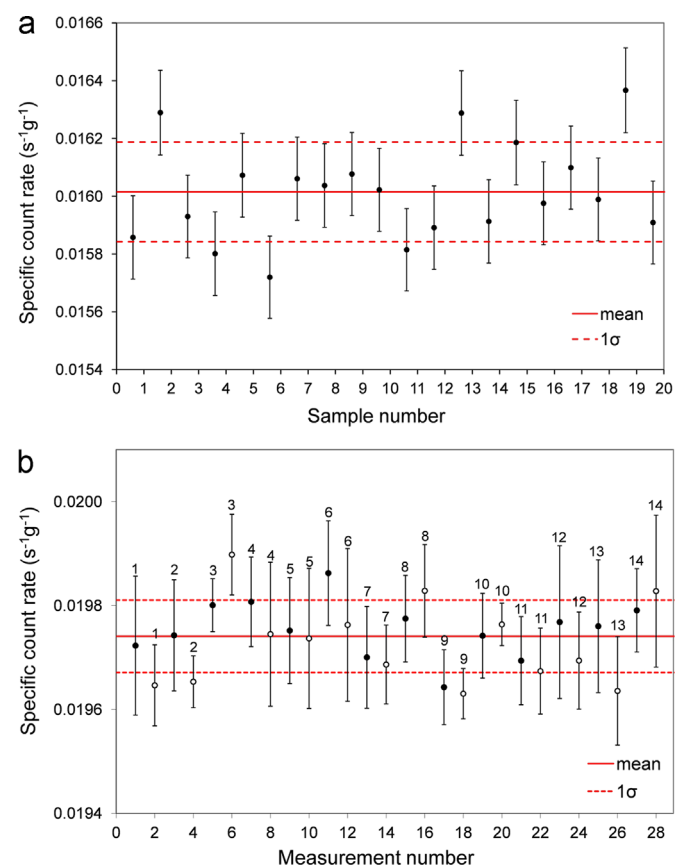 a
0.0166
0.0164
0.0162
0.0160
0.0158
0.0156
0.0154
Specific count rate (s⁻¹g⁻¹)
mean
1σ
0 1 2 3 4 5 6 7 8 9 10 11 12 13 14 15 16 17 18 19 20
Sample number
b
0.0200
0.0198
0.0196
0.0194
Specific count rate (s⁻¹g⁻¹)
1 1 2 2 3 3 4 4 5 5 6 6 7 7 8 8 9 9 10 10 11 11 12 12 13 13 14 14
mean
1σ
0 2 4 6 8 10 12 14 16 18 20 22 24 26 28
Measurement number